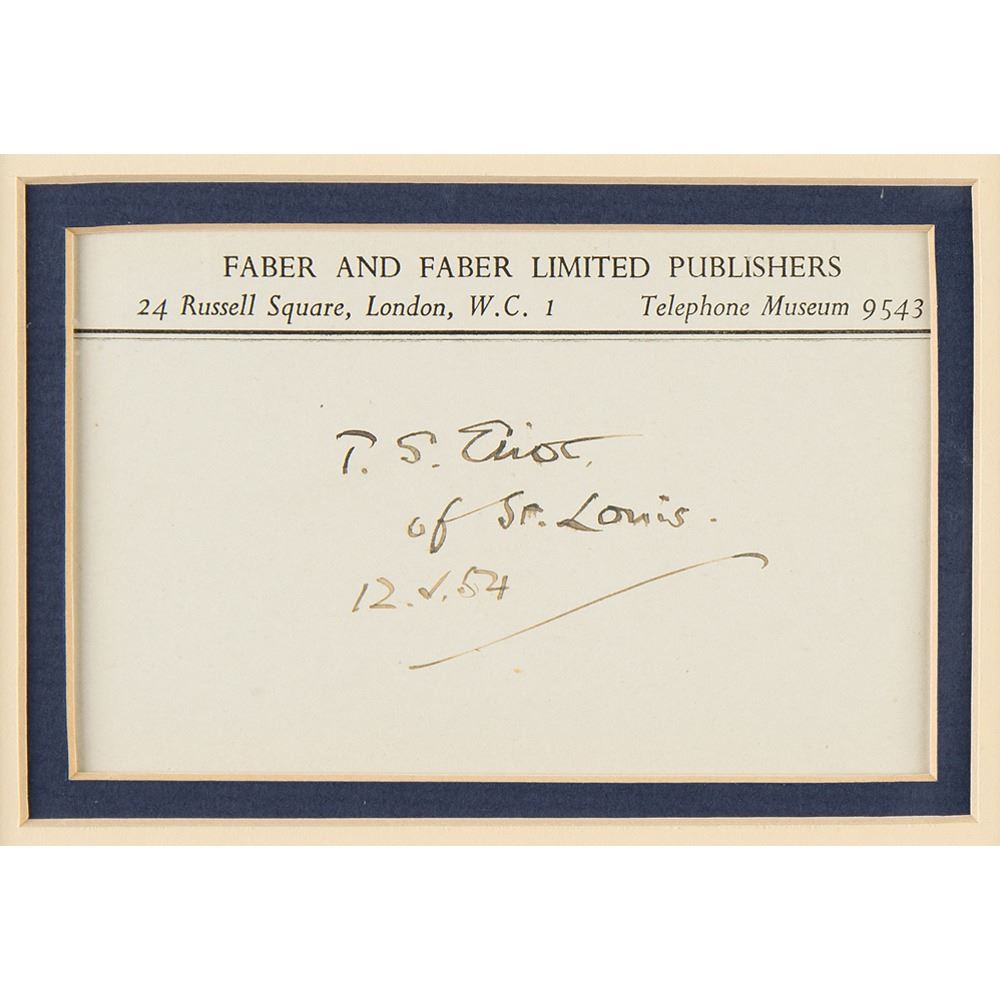 FABER AND FABER LIMITED PUBLISHERS
24 Russell Square, London, W.C. 1 Telephone Museum 9543
T. S. Eliot
of St. Louis.
12.V.54